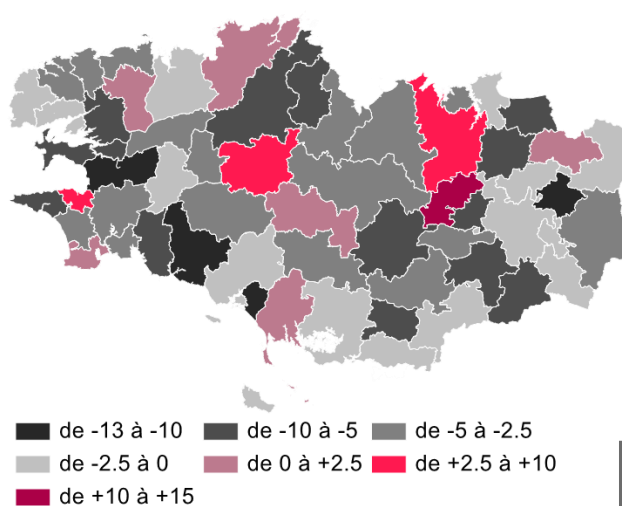 de -13 à -10 de -10 à -5 de -5 à -2.5
de -2.5 à 0 de 0 à +2.5 de +2.5 à +10
de +10 à +15